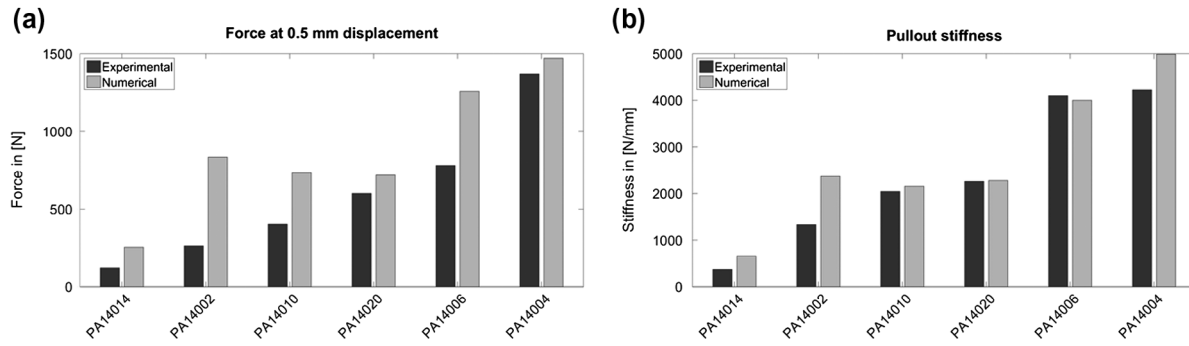 (a)
Force at 0.5 mm displacement
Force in [N]
1500
1000
500
0
Experimental
Numerical
PA14014
PA14002
PA14010
PA14020
PA14006
PA14004
(b)
Pullout stiffness
Stiffness in [N/mm]
5000
4000
3000
2000
1000
0
Experimental
Numerical
PA14014
PA14002
PA14010
PA14020
PA14006
PA14004